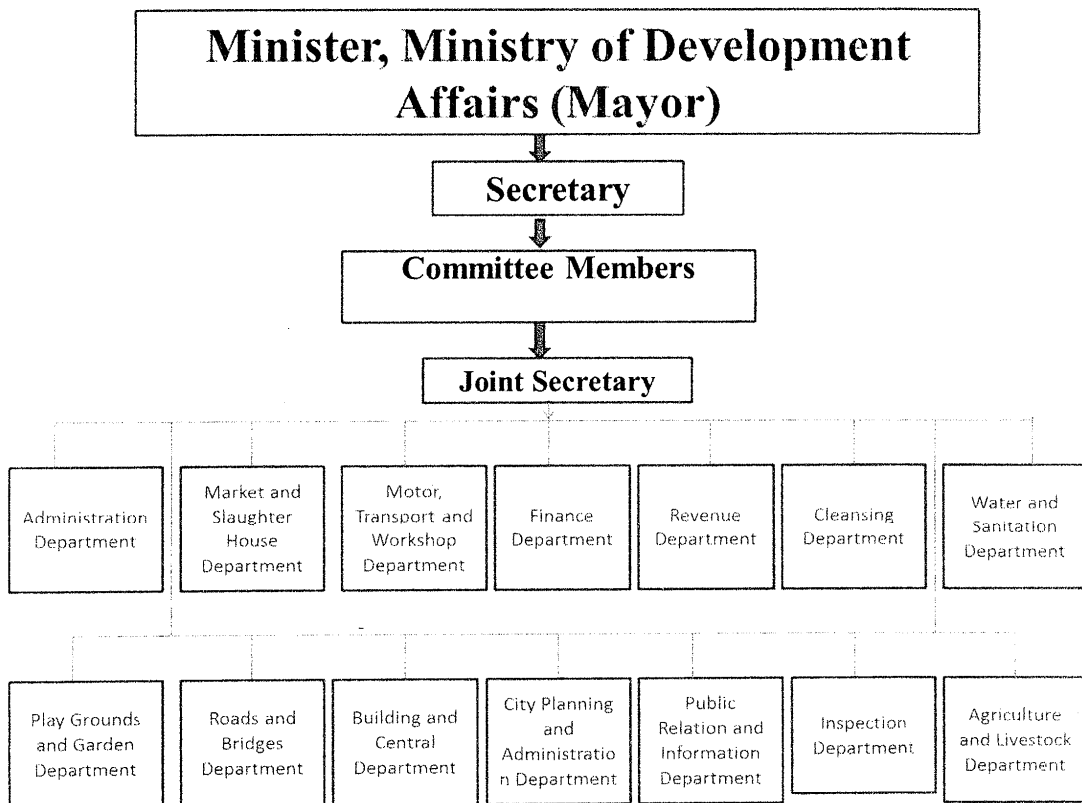 Minister, Ministry of Development
Affairs (Mayor)
Secretary
Committee Members
Joint Secretary
Administration
Department
Market and
Slaughter
House
Department
Motor,
Transport and
Workshop
Department
Finance
Department
Revenue
Department
Cleansing
Department
Water and
Sanitation
Department
Play Grounds
and Garden
Department
Roads and
Bridges
Department
Building and
Central
Department
City Planning
and
Administratio
n Department
Public
Relation and
Information
Department
Inspection
Department
Agriculture
and Livestock
Department